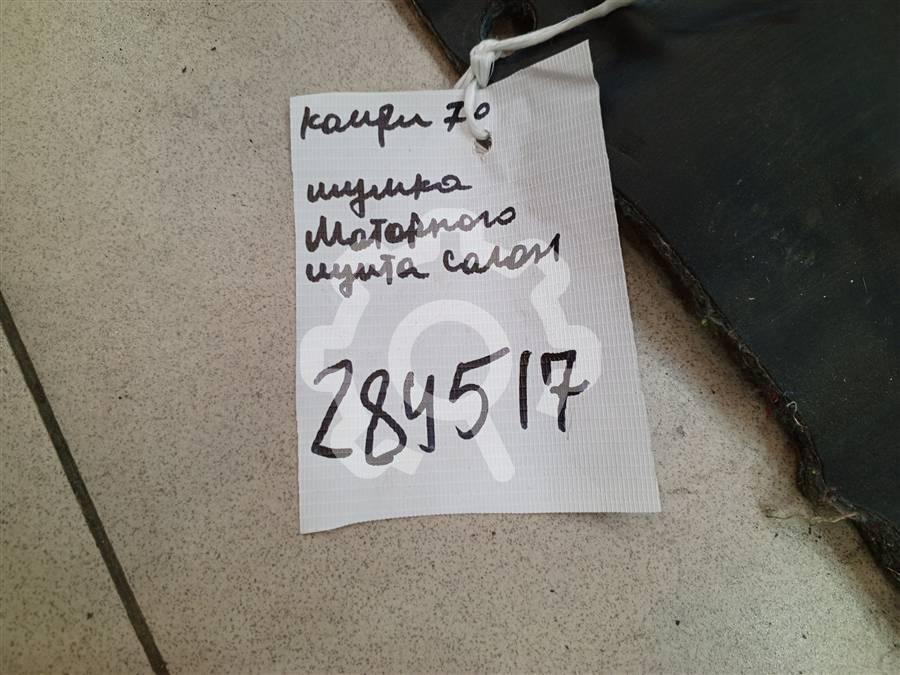 камри 70
шумка
моторного
щита салон
284517